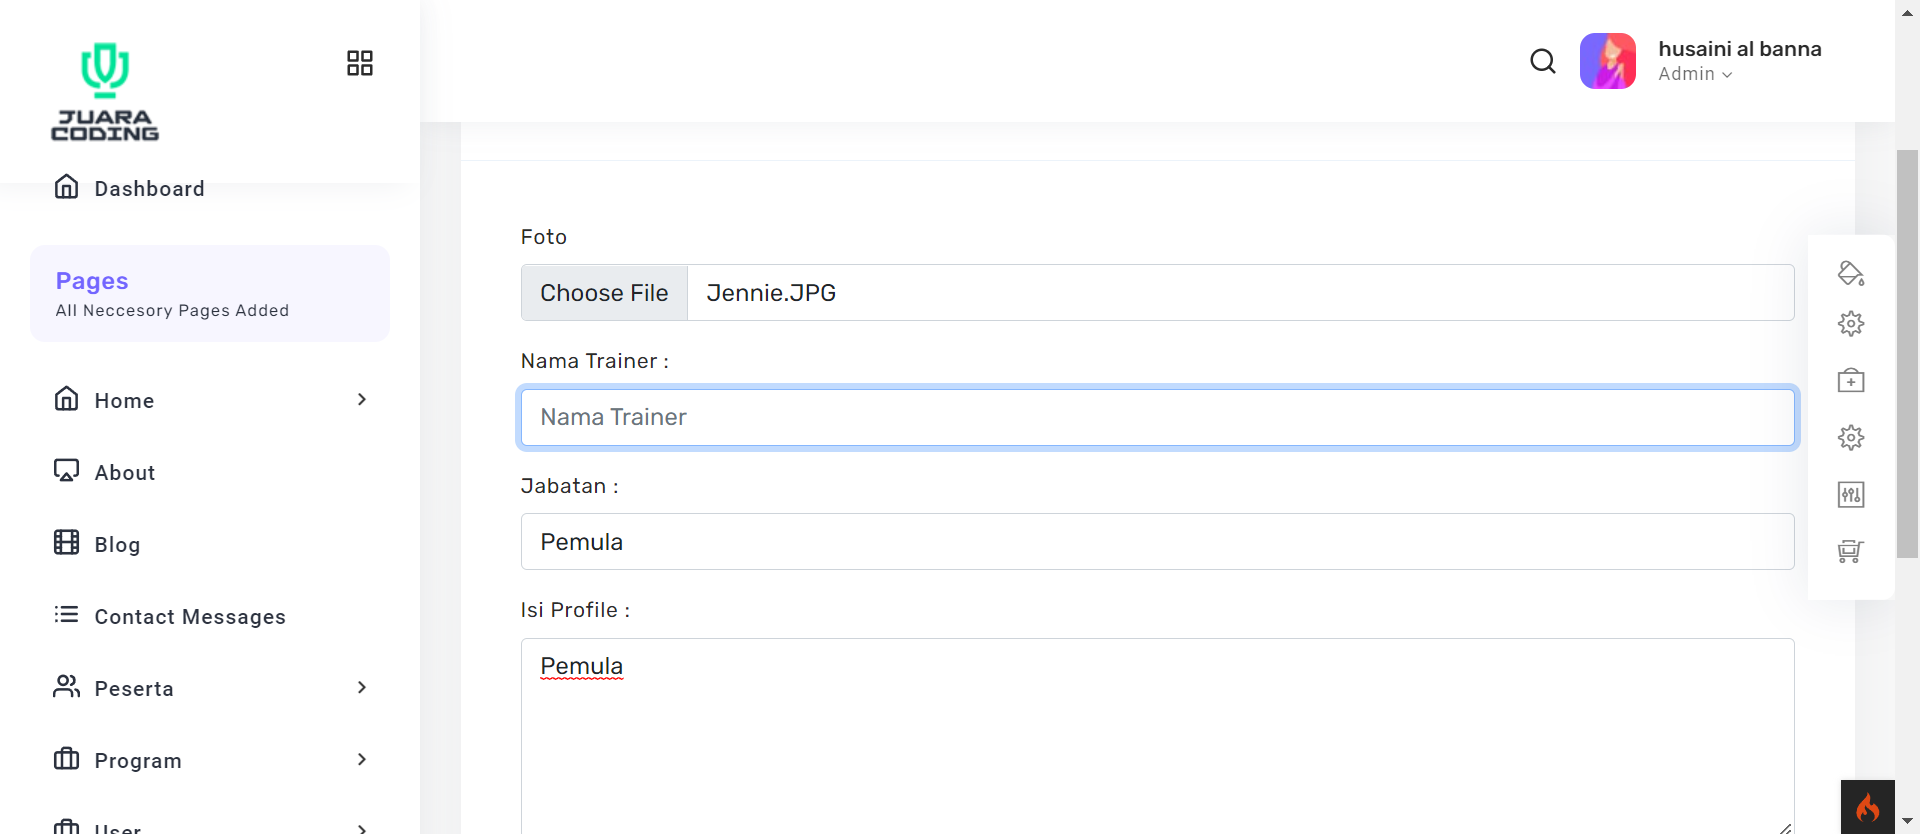 JUARA
CODING
husaini al banna
Admin
Dashboard
Pages
All Neccesory Pages Added
Home
About
Blog
Contact Messages
Peserta
Program
User
Foto
Choose File
Jennie.JPG
Nama Trainer :
Nama Trainer
Jabatan :
Pemula
Isi Profile :
Pemula